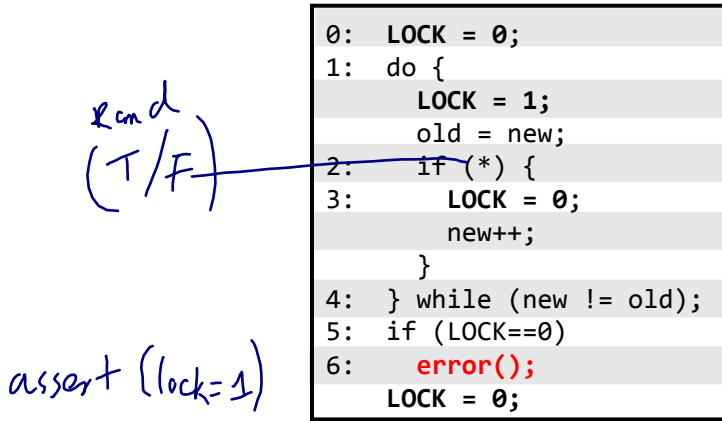 0: LOCK = 0;
1: do {
LOCK = 1;
old = new;
2: if (*) {
3: LOCK = 0;
new++;
}
4: } while (new != old);
5: if (LOCK==0)
6: error();
LOCK = 0;
Rand
(T/F)
assert (lock=1)